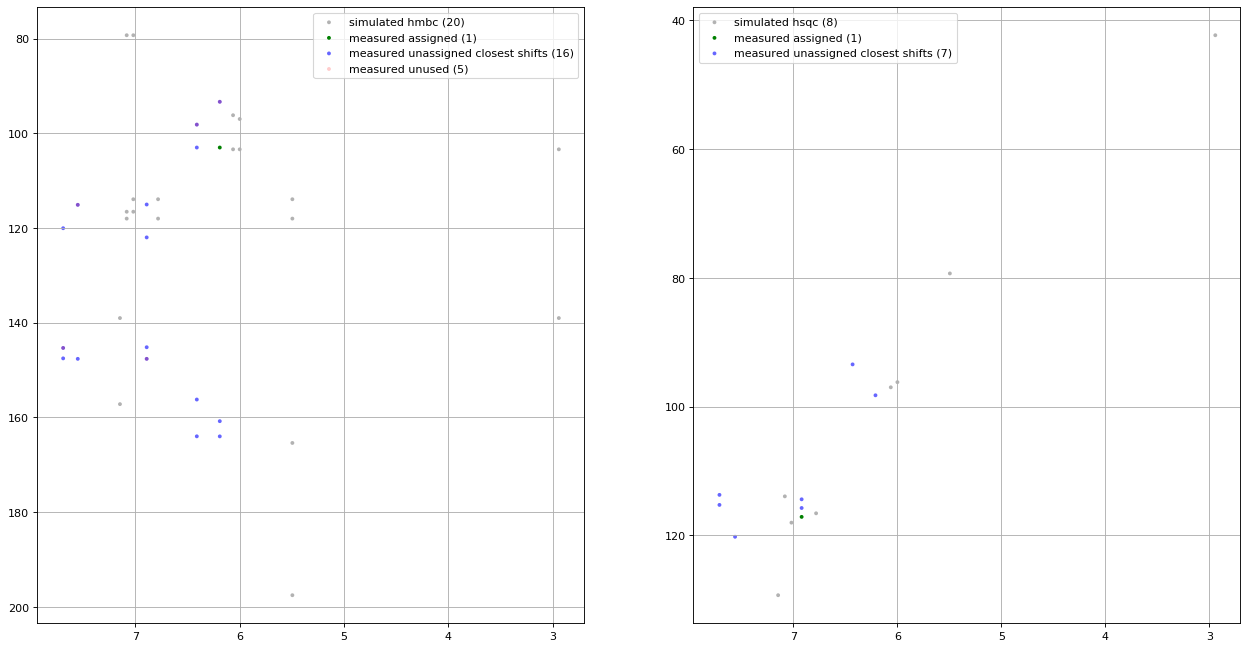 simulated hmbc (20)
measured assigned (1)
measured unassigned closest shifts (16)
measured unused (5)
80
100
120
140
160
180
200
7 6 5 4 3
simulated hsqc (8)
measured assigned (1)
measured unassigned closest shifts (7)
40
60
80
100
120
7 6 5 4 3